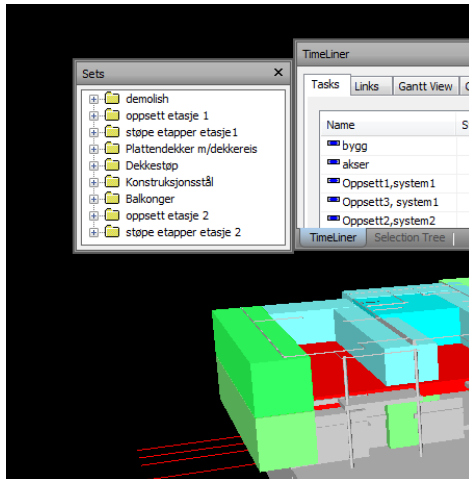 TimeLiner
Sets
Tasks
Links
Gantt View
demolish
oppsett etasje 1
støpe etapper etasje1
Plattendekker m/dekkereis
Dekkestøp
Konstruksjonsstål
Balkonger
oppsett etasje 2
støpe etapper etasje 2
Name
bygg
akser
Oppsett1,system1
Oppsett3, system1
Oppsett2,system2
TimeLiner
Selection Tree